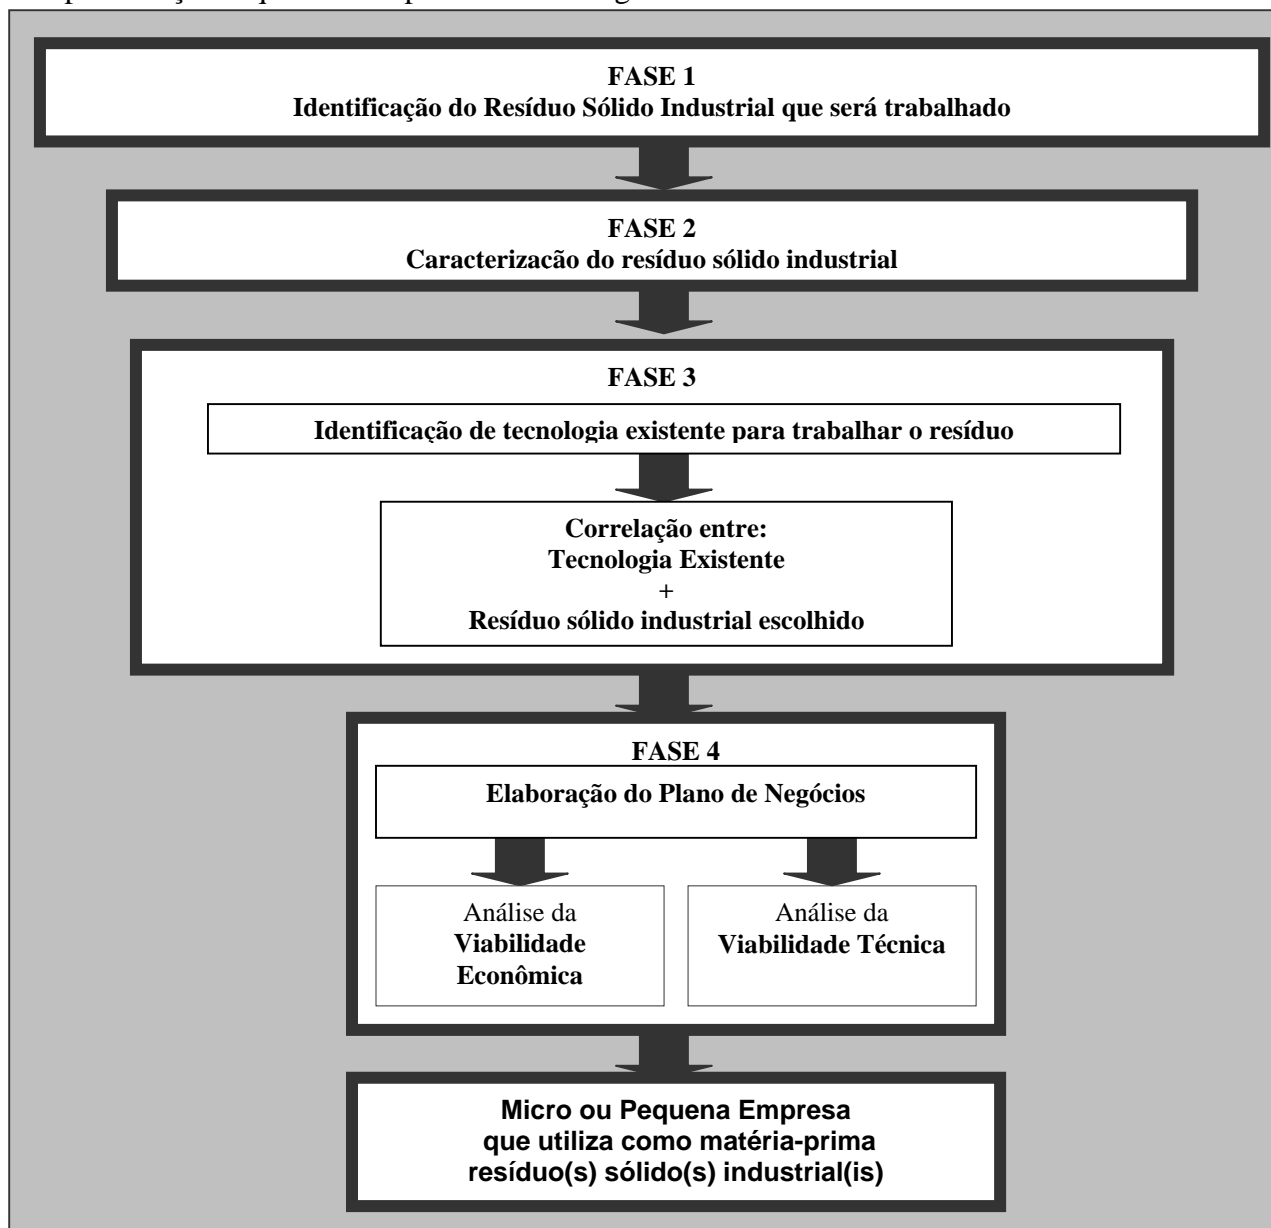 FASE 1
Identificação do Resíduo Sólido Industrial que será trabalhado
FASE 2
Caracterizacão do resíduo sólido industrial
FASE 3
Identificação de tecnologia existente para trabalhar o resíduo
Correlação entre:
Tecnologia Existente
+
Resíduo sólido industrial escolhido
FASE 4
Elaboração do Plano de Negócios
Análise da
Viabilidade
Econômica
Análise da
Viabilidade Técnica
Micro ou Pequena Empresa
que utiliza como matéria-prima
resíduo(s) sólido(s) industrial(is)